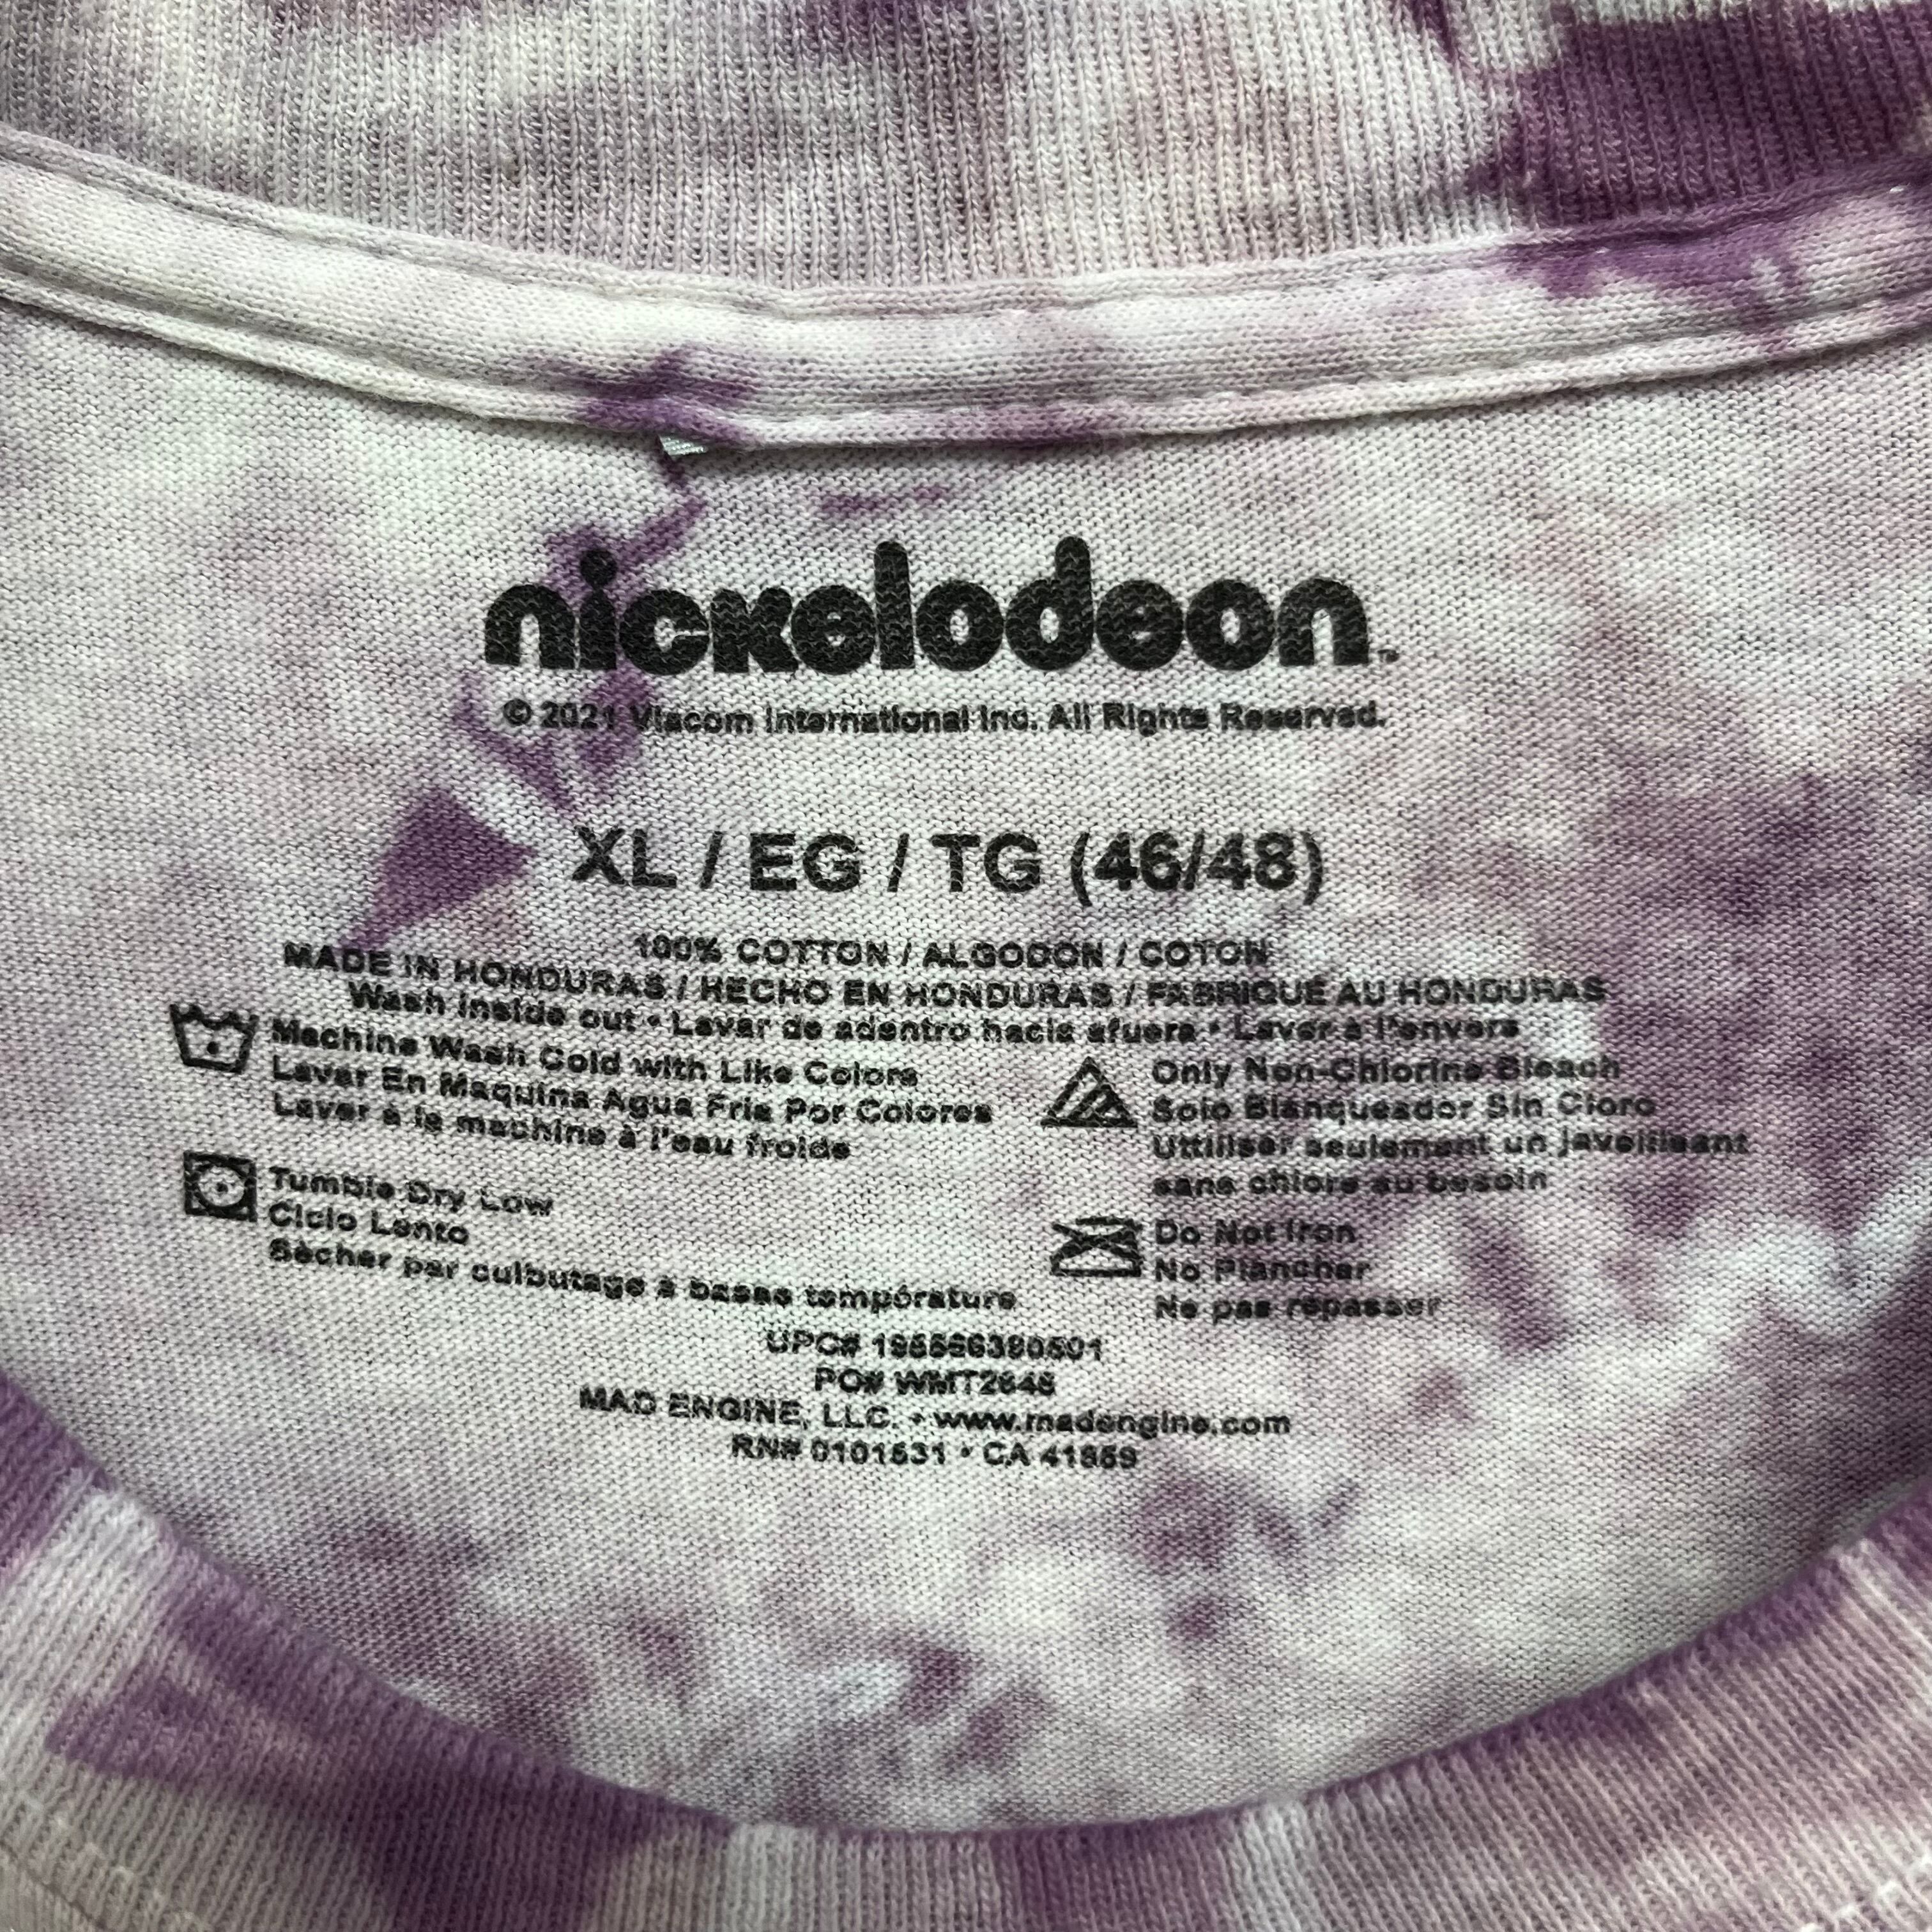 nickelodeon™
© 2021 Viacom International Inc. All Rights Reserved.
XL / EG / TG (46/48)
100% COTTON / ALGODON / COTON
MADE IN HONDURAS / HECHO EN HONDURAS / FABRIQUÉ AU HONDURAS
Wash inside out • Lavar de adentro hacia afuera • Laver à l'envers
Machine Wash Cold with Like Colors
Lavar En Maquina Agua Fria Por Colores
Laver à la machine à l'eau froide
Only Non-Chlorine Bleach
Solo Blanqueador Sin Cloro
seulement un javellisant
sans chlore au besoin
Tumble Dry Low
Ciclo Lento
Sècher par culbutage à basse température
Do Not Iron
No Planchar
Ne pas repasser
UPC#
PO# WMT2646
MAD ENGINE, LLC. • www.madengine.com
RN# 0101531 • CA 41859